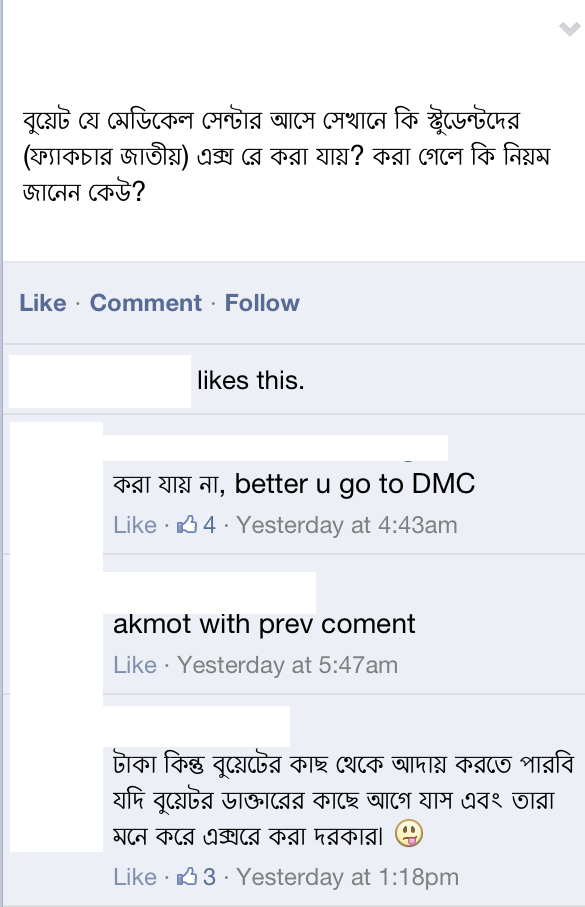 বুয়েট যে মেডিকেল সেন্টার আসে সেখানে কি স্টুডেন্টদের
(ফ্যাকচার জাতীয়) এক্স রে করা যায়? করা গেলে কি নিয়ম
জানেন কেউ?
Like · Comment · Follow
likes this.
করা যায় না, better u go to DMC
Like · 4 · Yesterday at 4:43am
akmot with prev coment
Like · Yesterday at 5:47am
টাকা কিন্তু বুয়েটের কাছ থেকে আদায় করতে পারবি
যদি বুয়েটর ডাক্তারের কাছে আগে যাস এবং তারা
মনে করে এক্সরে করা দরকার।
Like · 3 · Yesterday at 1:18pm